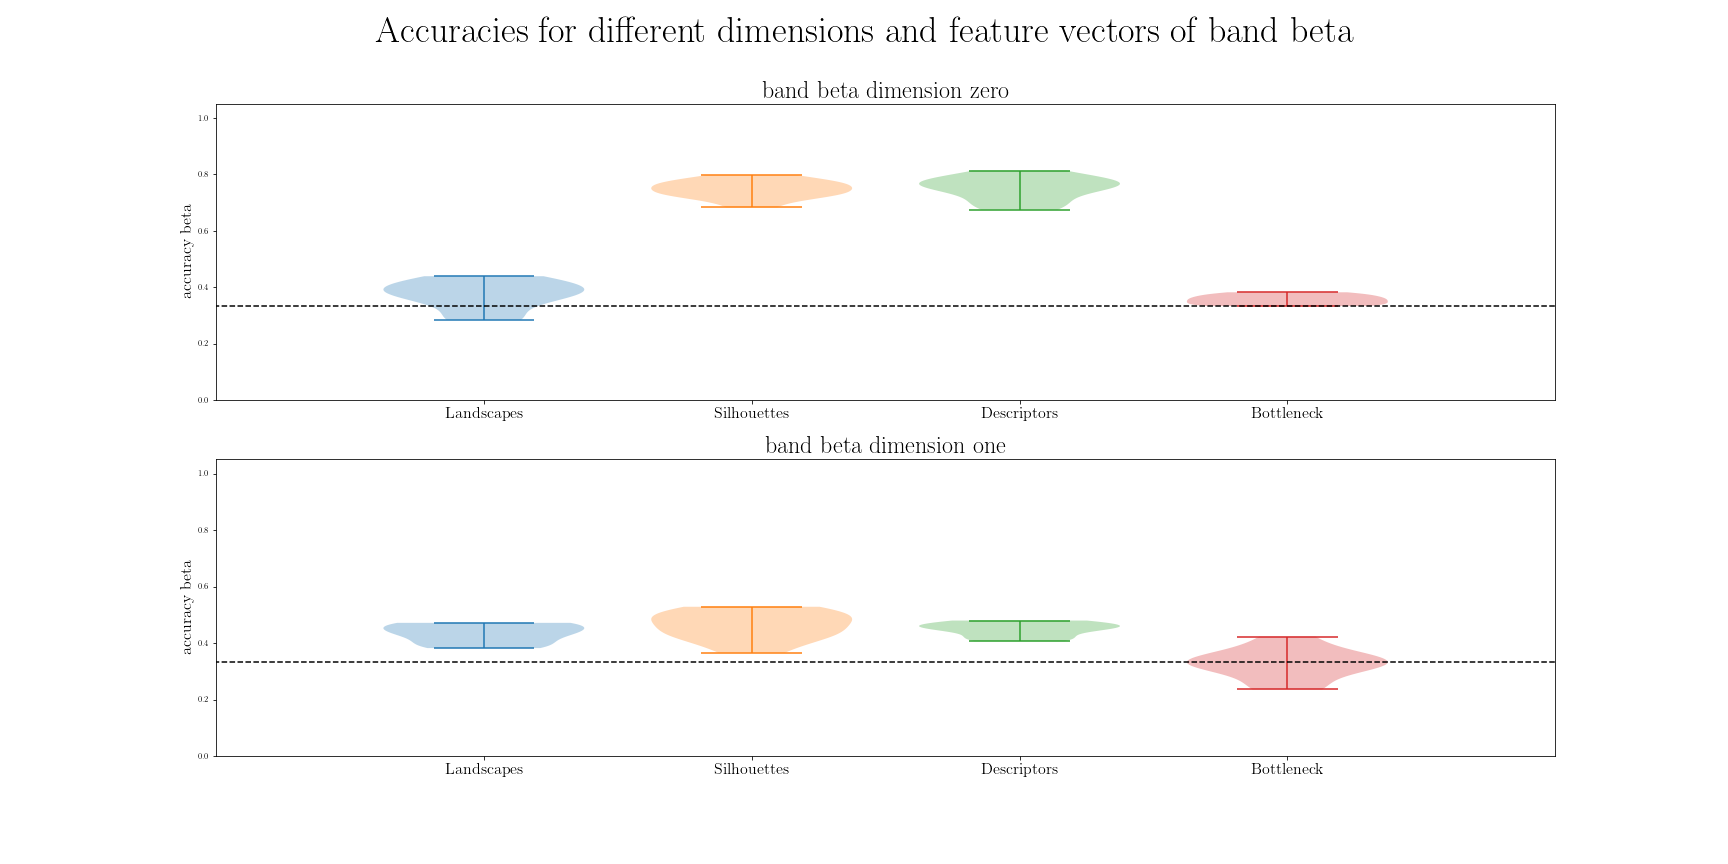 Accuracies for different dimensions and feature vectors of band beta
band beta dimension zero
accuracy beta
1.0
0.8
0.6
0.4
0.2
0.0
Landscapes Silhouettes Descriptors Bottleneck
band beta dimension one
accuracy beta
1.0
0.8
0.6
0.4
0.2
0.0
Landscapes Silhouettes Descriptors Bottleneck